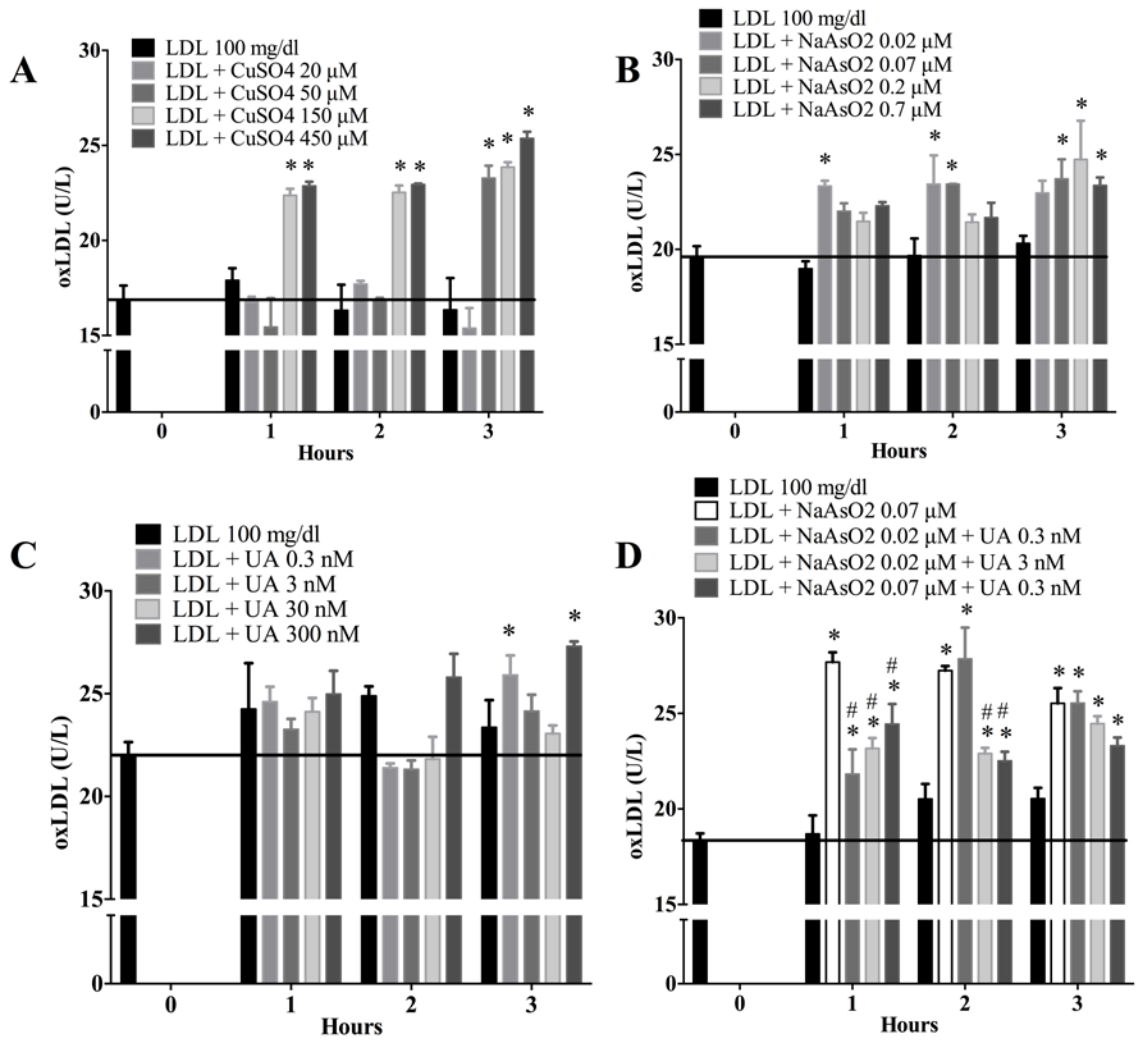 A
LDL 100 mg/dl
LDL + CuSO4 20 μM
LDL + CuSO4 50 μM
LDL + CuSO4 150 μM
LDL + CuSO4 450 μM
oxLDL (U/L)
30
25
20
15
0
* *
* *
* * *
0 1 2 3
Hours
B
LDL 100 mg/dl
LDL + NaAsO2 0.02 μM
LDL + NaAsO2 0.07 μM
LDL + NaAsO2 0.2 μM
LDL + NaAsO2 0.7 μM
oxLDL (U/L)
30
25
20
15
0
*
* *
* * *
0 1 2 3
Hours
C
LDL 100 mg/dl
LDL + UA 0.3 nM
LDL + UA 3 nM
LDL + UA 30 nM
LDL + UA 300 nM
oxLDL (U/L)
30
25
21
15
0
* *
0 1 2 3
Hours
D
LDL 100 mg/dl
LDL + NaAsO2 0.07 μM
LDL + NaAsO2 0.02 μM + UA 0.3 nM
LDL + NaAsO2 0.02 μM + UA 3 nM
LDL + NaAsO2 0.07 μM + UA 0.3 nM
oxLDL (U/L)
30
25
20
15
0
# # #
* * * *
# #
* * * *
* * * *
0 1 2 3
Hours